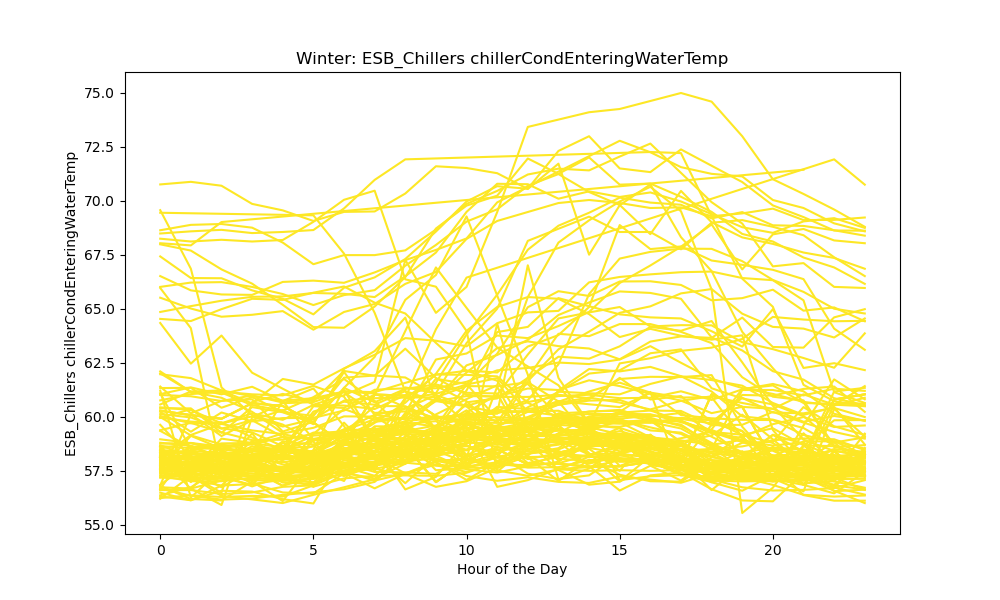 Winter: ESB_Chillers chillerCondEnteringWaterTemp
ESB_Chillers chillerCondEnteringWaterTemp
75.0
72.5
70.0
67.5
65.0
62.5
60.0
57.5
55.0
0 5 10 15 20
Hour of the Day